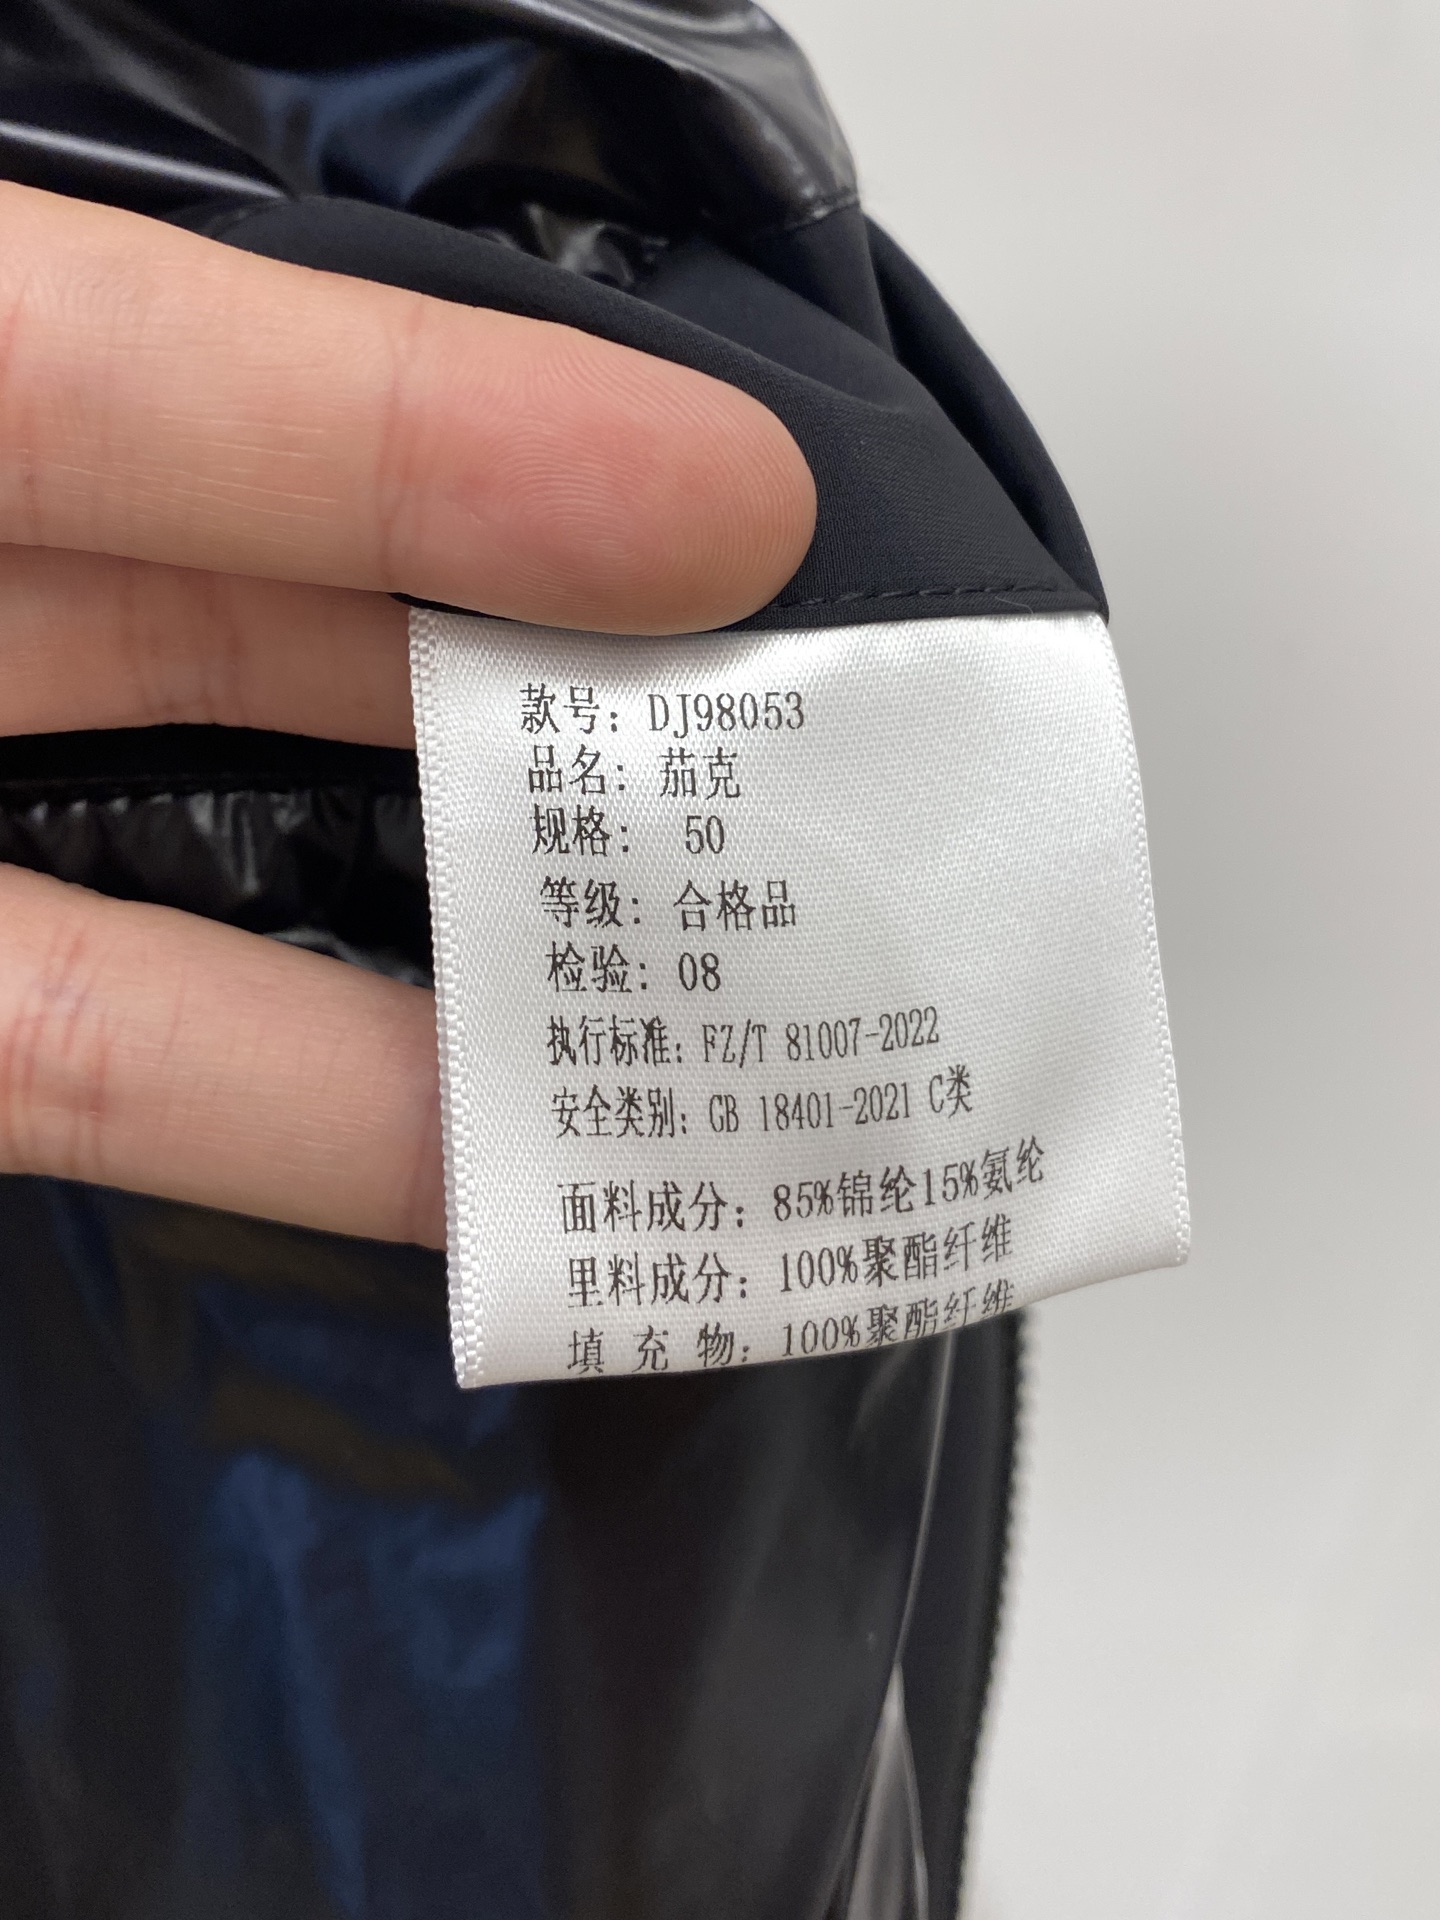 款号：DJ98053
品名：茄克
规格： 50
等级：合格品
检验：08
执行标准：FZ/T 81007-2022
安全类别：GB 18401-2021 C类
面料成分：85%锦纶15%氨纶
里料成分：100%聚酯纤维
填 充 物：100%聚酯纤维